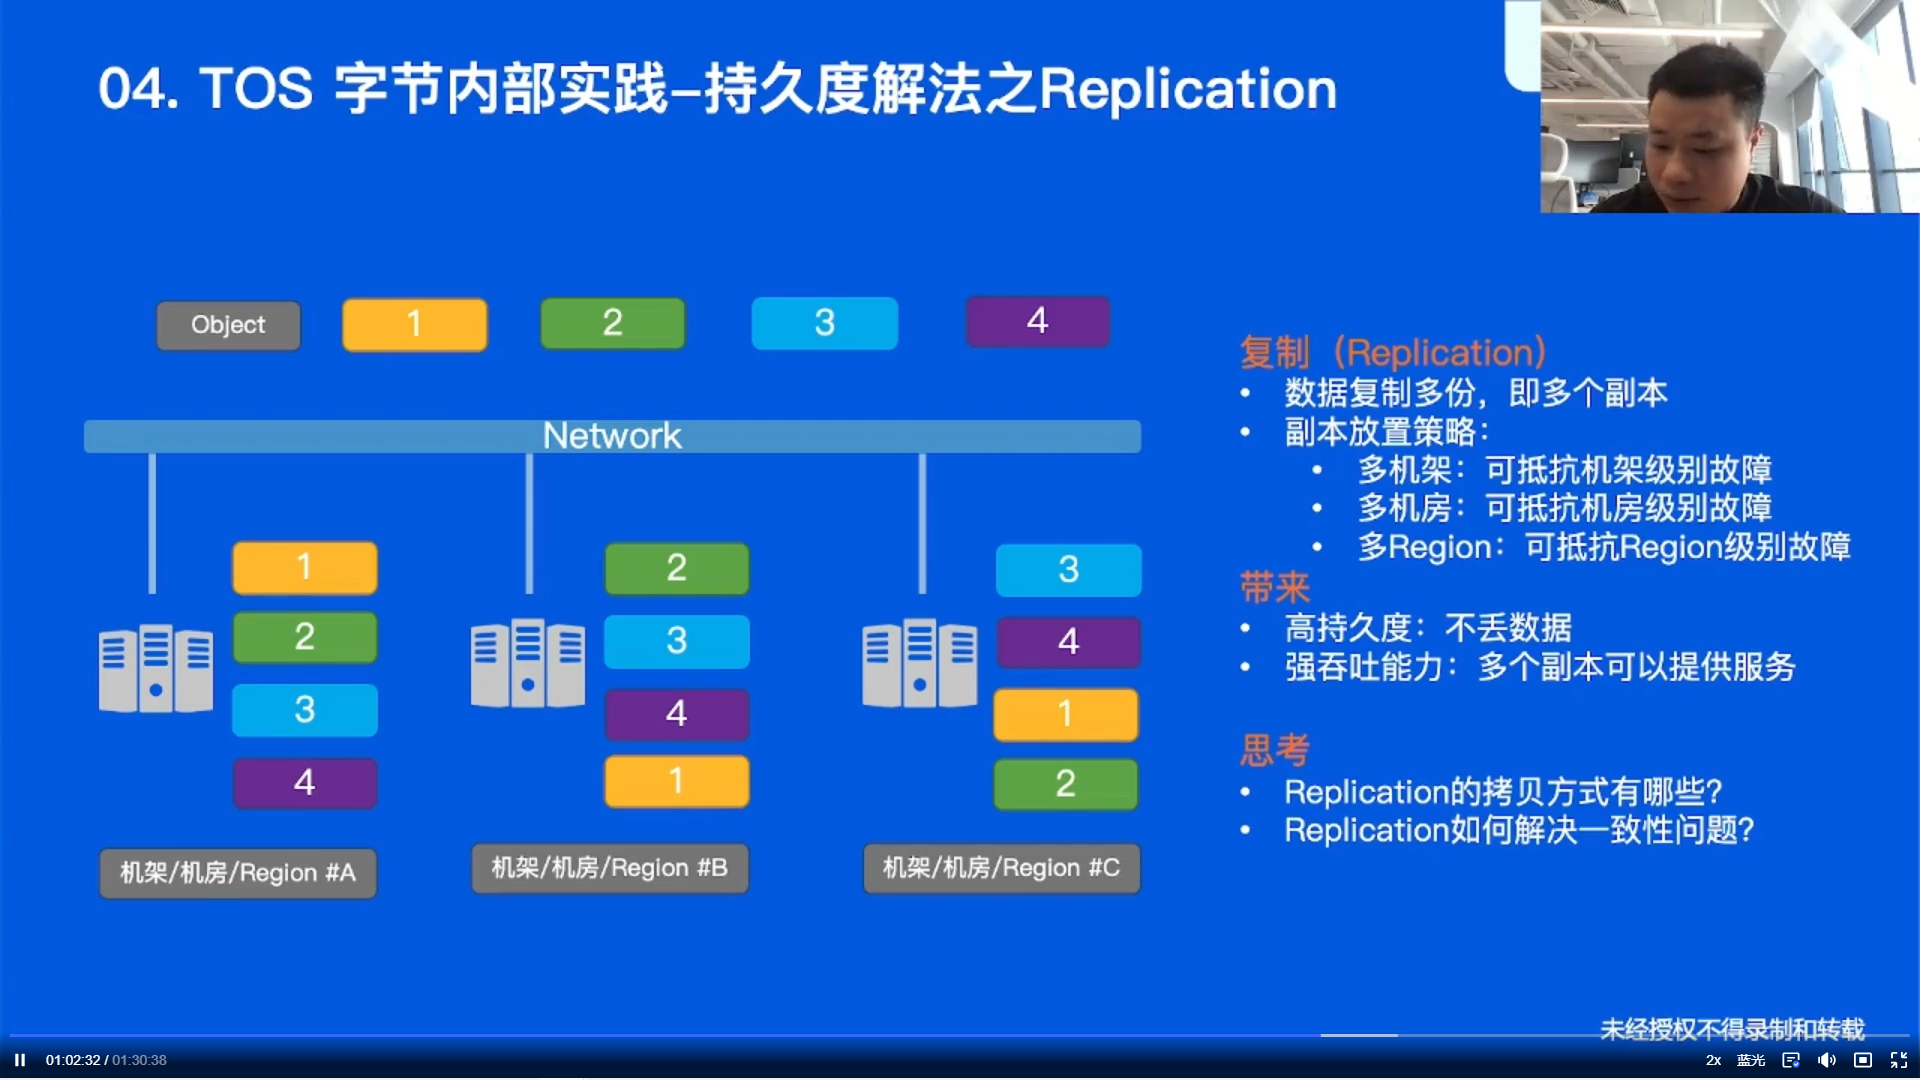 04. TOS 字节内部实践-持久度解法之Replication
Object
1
2
3
4
Network
1
2
3
4
机架/机房/Region #A
2
3
4
1
机架/机房/Region #B
3
4
1
2
机架/机房/Region #C
复制（Replication）
• 数据复制多份，即多个副本
• 副本放置策略：
• 多机架：可抵抗机架级别故障
• 多机房：可抵抗机房级别故障
• 多Region：可抵抗Region级别故障
带来
• 高持久度：不丢数据
• 强吞吐能力：多个副本可以提供服务
思考
• Replication的拷贝方式有哪些？
• Replication如何解决一致性问题？
未经授权不得录制和转载
01:02:32 / 01:30:38
2x 蓝光